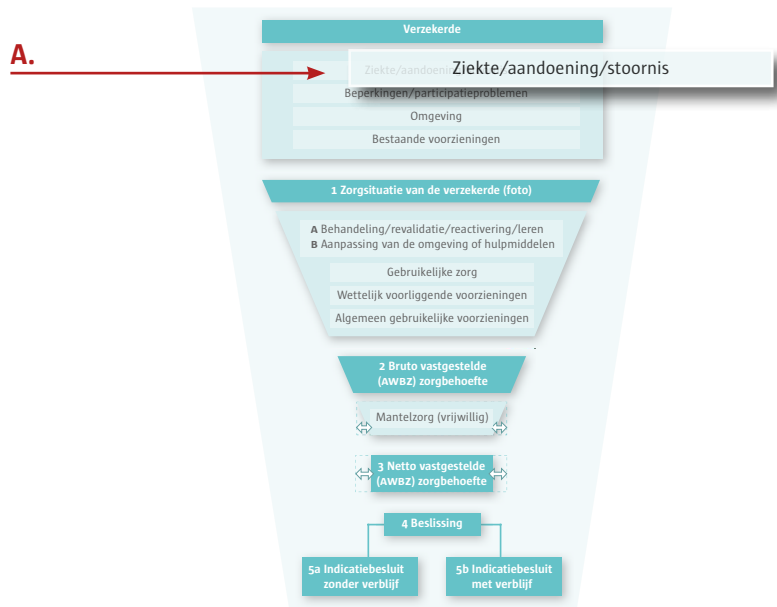 Verzekerde
A.
Ziekte/aandoening/stoornis
Beperkingen/participatieproblemen
Omgeving
Bestaande voorzieningen
1 Zorgsituatie van de verzekerde (foto)
A Behandeling/revalidatie/reactivering/leren
B Aanpassing van de omgeving of hulpmiddelen
Gebruikelijke zorg
Wettelijk voorliggende voorzieningen
Algemeen gebruikelijke voorzieningen
2 Bruto vastgestelde
(AWBZ) zorgbehoefte
Mantelzorg (vrijwillig)
3 Netto vastgestelde
(AWBZ) zorgbehoefte
4 Beslissing
5a Indicatiebesluit
zonder verblijf
5b Indicatiebesluit
met verblijf